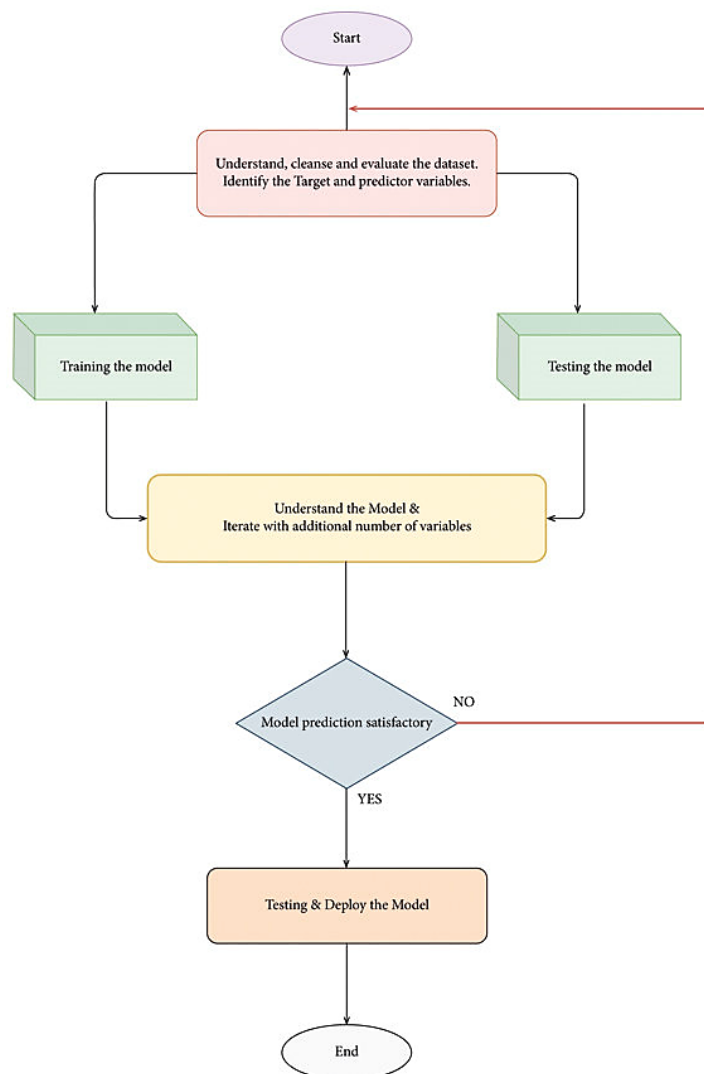 Start
Understand, cleanse and evaluate the dataset.
Identify the Target and predictor variables.
Training the model
Testing the model
Understand the Model &
Iterate with additional number of variables
NO
Model prediction satisfactory
YES
Testing & Deploy the Model
End